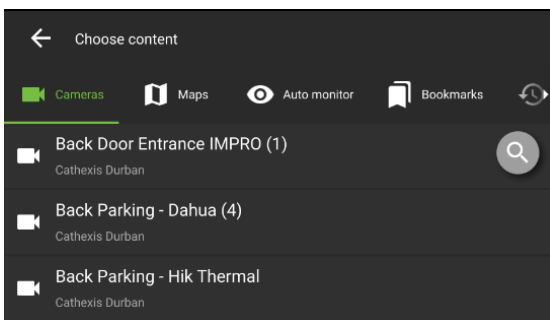 Choose content
Cameras Maps Auto monitor Bookmarks
Back Door Entrance IMPRO (1)
Cathexis Durban
Back Parking - Dahua (4)
Cathexis Durban
Back Parking - Hik Thermal
Cathexis Durban